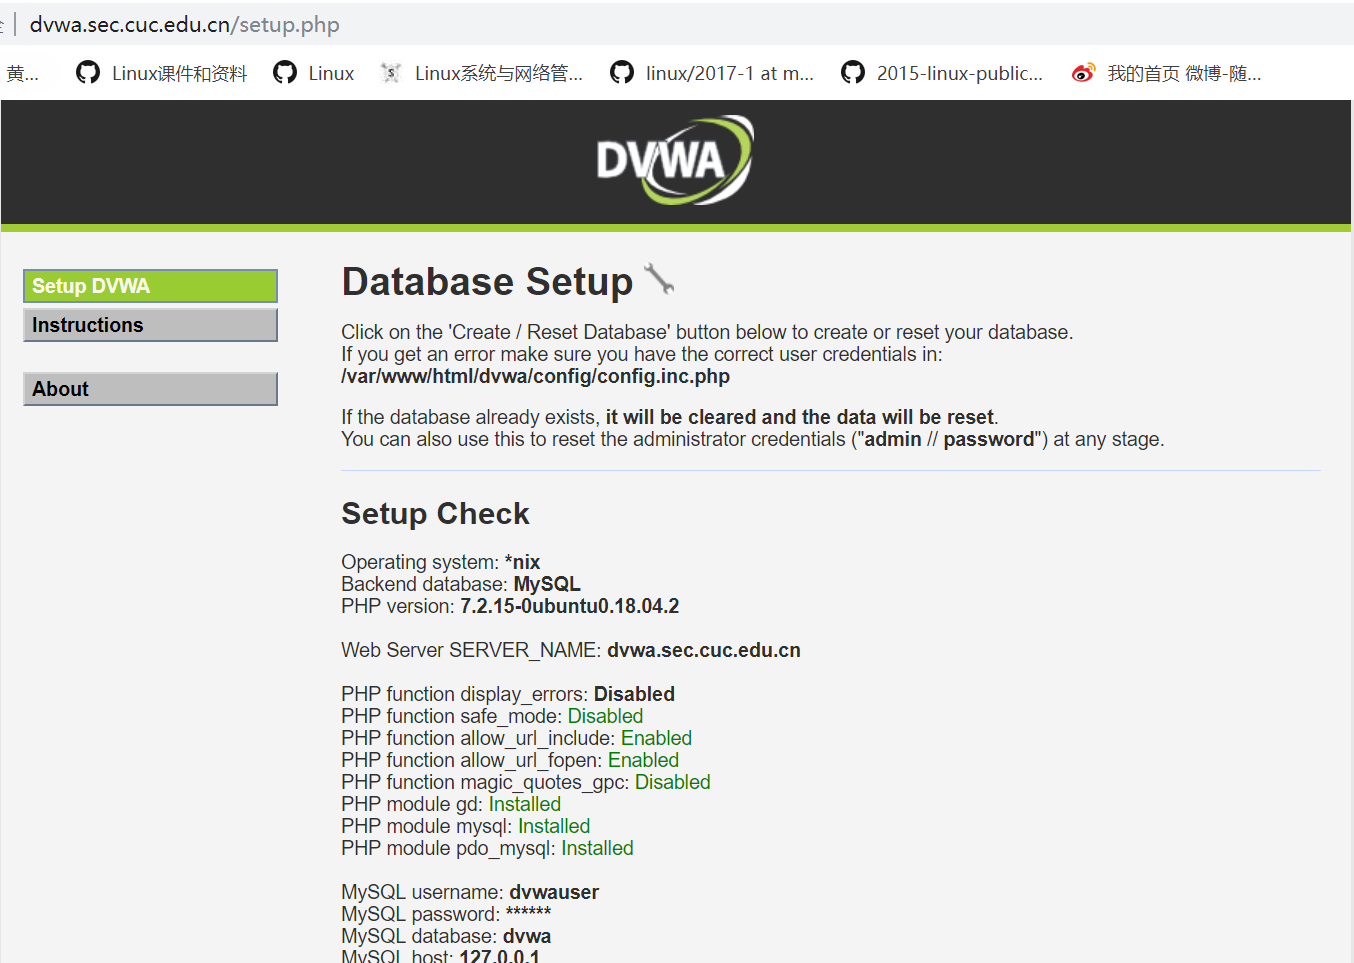 dvwa.sec.cuc.edu.cn/setup.php
黄... Linux课件和资料 Linux Linux系统与网络管... linux/2017-1 at m... 2015-linux-public... 我的首页 微博-随...
DVWA
Setup DVWA
Instructions
About
Database Setup
Click on the 'Create / Reset Database' button below to create or reset your database.
If you get an error make sure you have the correct user credentials in:
/var/www/html/dvwa/config/config.inc.php
If the database already exists, it will be cleared and the data will be reset.
You can also use this to reset the administrator credentials ("admin // password") at any stage.
Setup Check
Operating system: *nix
Backend database: MySQL
PHP version: 7.2.15-0ubuntu0.18.04.2
Web Server SERVER_NAME: dvwa.sec.cuc.edu.cn
PHP function display_errors: Disabled
PHP function safe_mode: Disabled
PHP function allow_url_include: Enabled
PHP function allow_url_fopen: Enabled
PHP function magic_quotes_gpc: Disabled
PHP module gd: Installed
PHP module mysql: Installed
PHP module pdo_mysql: Installed
MySQL username: dvwauser
MySQL password: ******
MySQL database: dvwa
MySQL host: 127.0.0.1